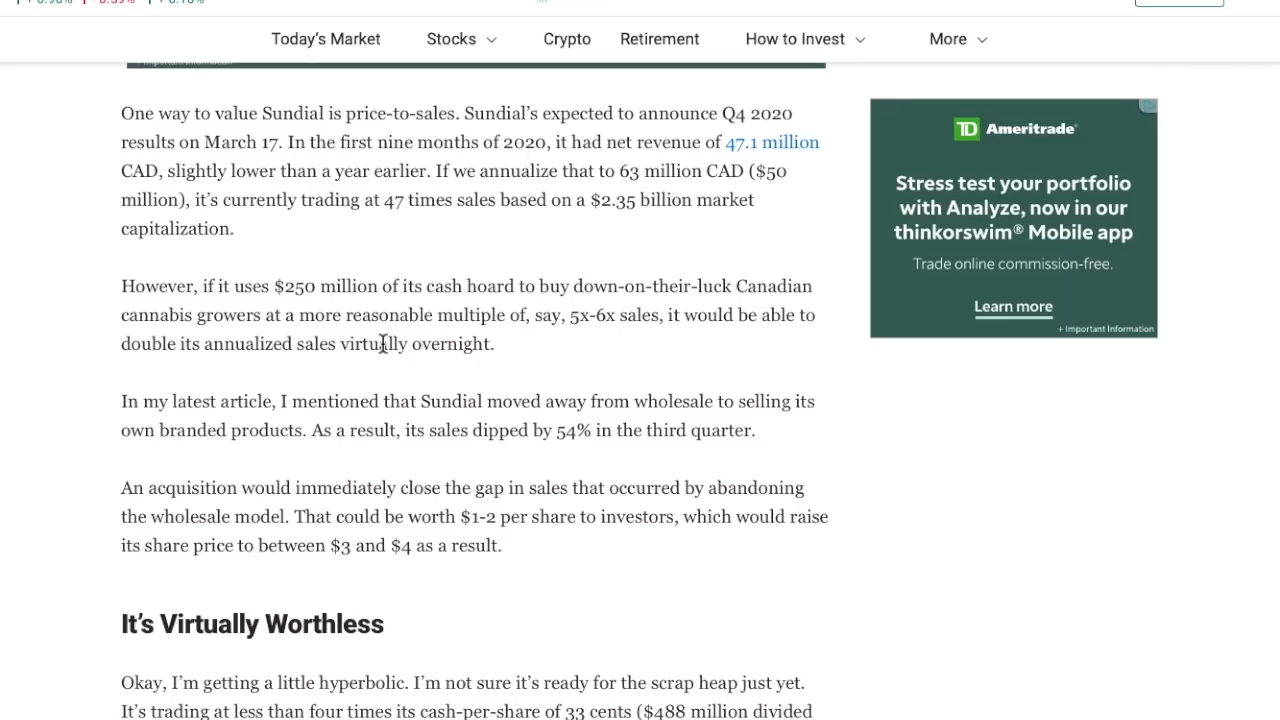 Today's Market Stocks Crypto Retirement How to Invest More
+ Important Information
One way to value Sundial is price-to-sales. Sundial's expected to announce Q4 2020
results on March 17. In the first nine months of 2020, it had net revenue of 47.1 million
CAD, slightly lower than a year earlier. If we annualize that to 63 million CAD ($50
million), it's currently trading at 47 times sales based on a $2.35 billion market
capitalization.
However, if it uses $250 million of its cash hoard to buy down-on-their-luck Canadian
cannabis growers at a more reasonable multiple of, say, 5x-6x sales, it would be able to
double its annualized sales virtually overnight.
In my latest article, I mentioned that Sundial moved away from wholesale to selling its
own branded products. As a result, its sales dipped by 54% in the third quarter.
An acquisition would immediately close the gap in sales that occurred by abandoning
the wholesale model. That could be worth $1-2 per share to investors, which would raise
its share price to between $3 and $4 as a result.
It's Virtually Worthless
Okay, I'm getting a little hyperbolic. I'm not sure it's ready for the scrap heap just yet.
It's trading at less than four times its cash-per-share of 33 cents ($488 million divided
TD Ameritrade
Stress test your portfolio
with Analyze, now in our
thinkorswim® Mobile app
Trade online commission-free.
Learn more
+ Important Information